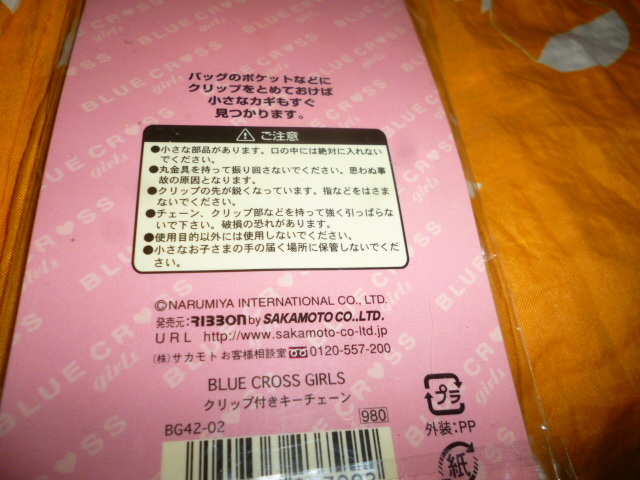 バッグのポケットなどに
クリップをとめておけば
小さなカギもすぐ
見つかります。
ご注意
●小さな部品があります。口の中には絶対に入れない
でください。
●丸金具を持って振り回さないでください。思わぬ事
故の原因となります。
●クリップの先が鋭くなっています。指などをはさま
ないでください。
●チェーン、クリップ部などを持って強く引っぱらな
いで下さい。破損の恐れがあります。
●使用目的以外には使用しないでください。
●小さなお子さまの手の届く場所に保管しないでくだ
さい。
©NARUMIYA INTERNATIONAL CO., LTD.
発売元:RIBBON by SAKAMOTO CO.,LTD.
URL http://www.sakamoto-co-ltd.jp
(株)サカモトお客様相談室 0120-557-200
BLUE CROSS GIRLS
クリップ付きキーチェーン
BG42-02 980
プラ
外装:PP
紙
BLUE CR♥SS
girls